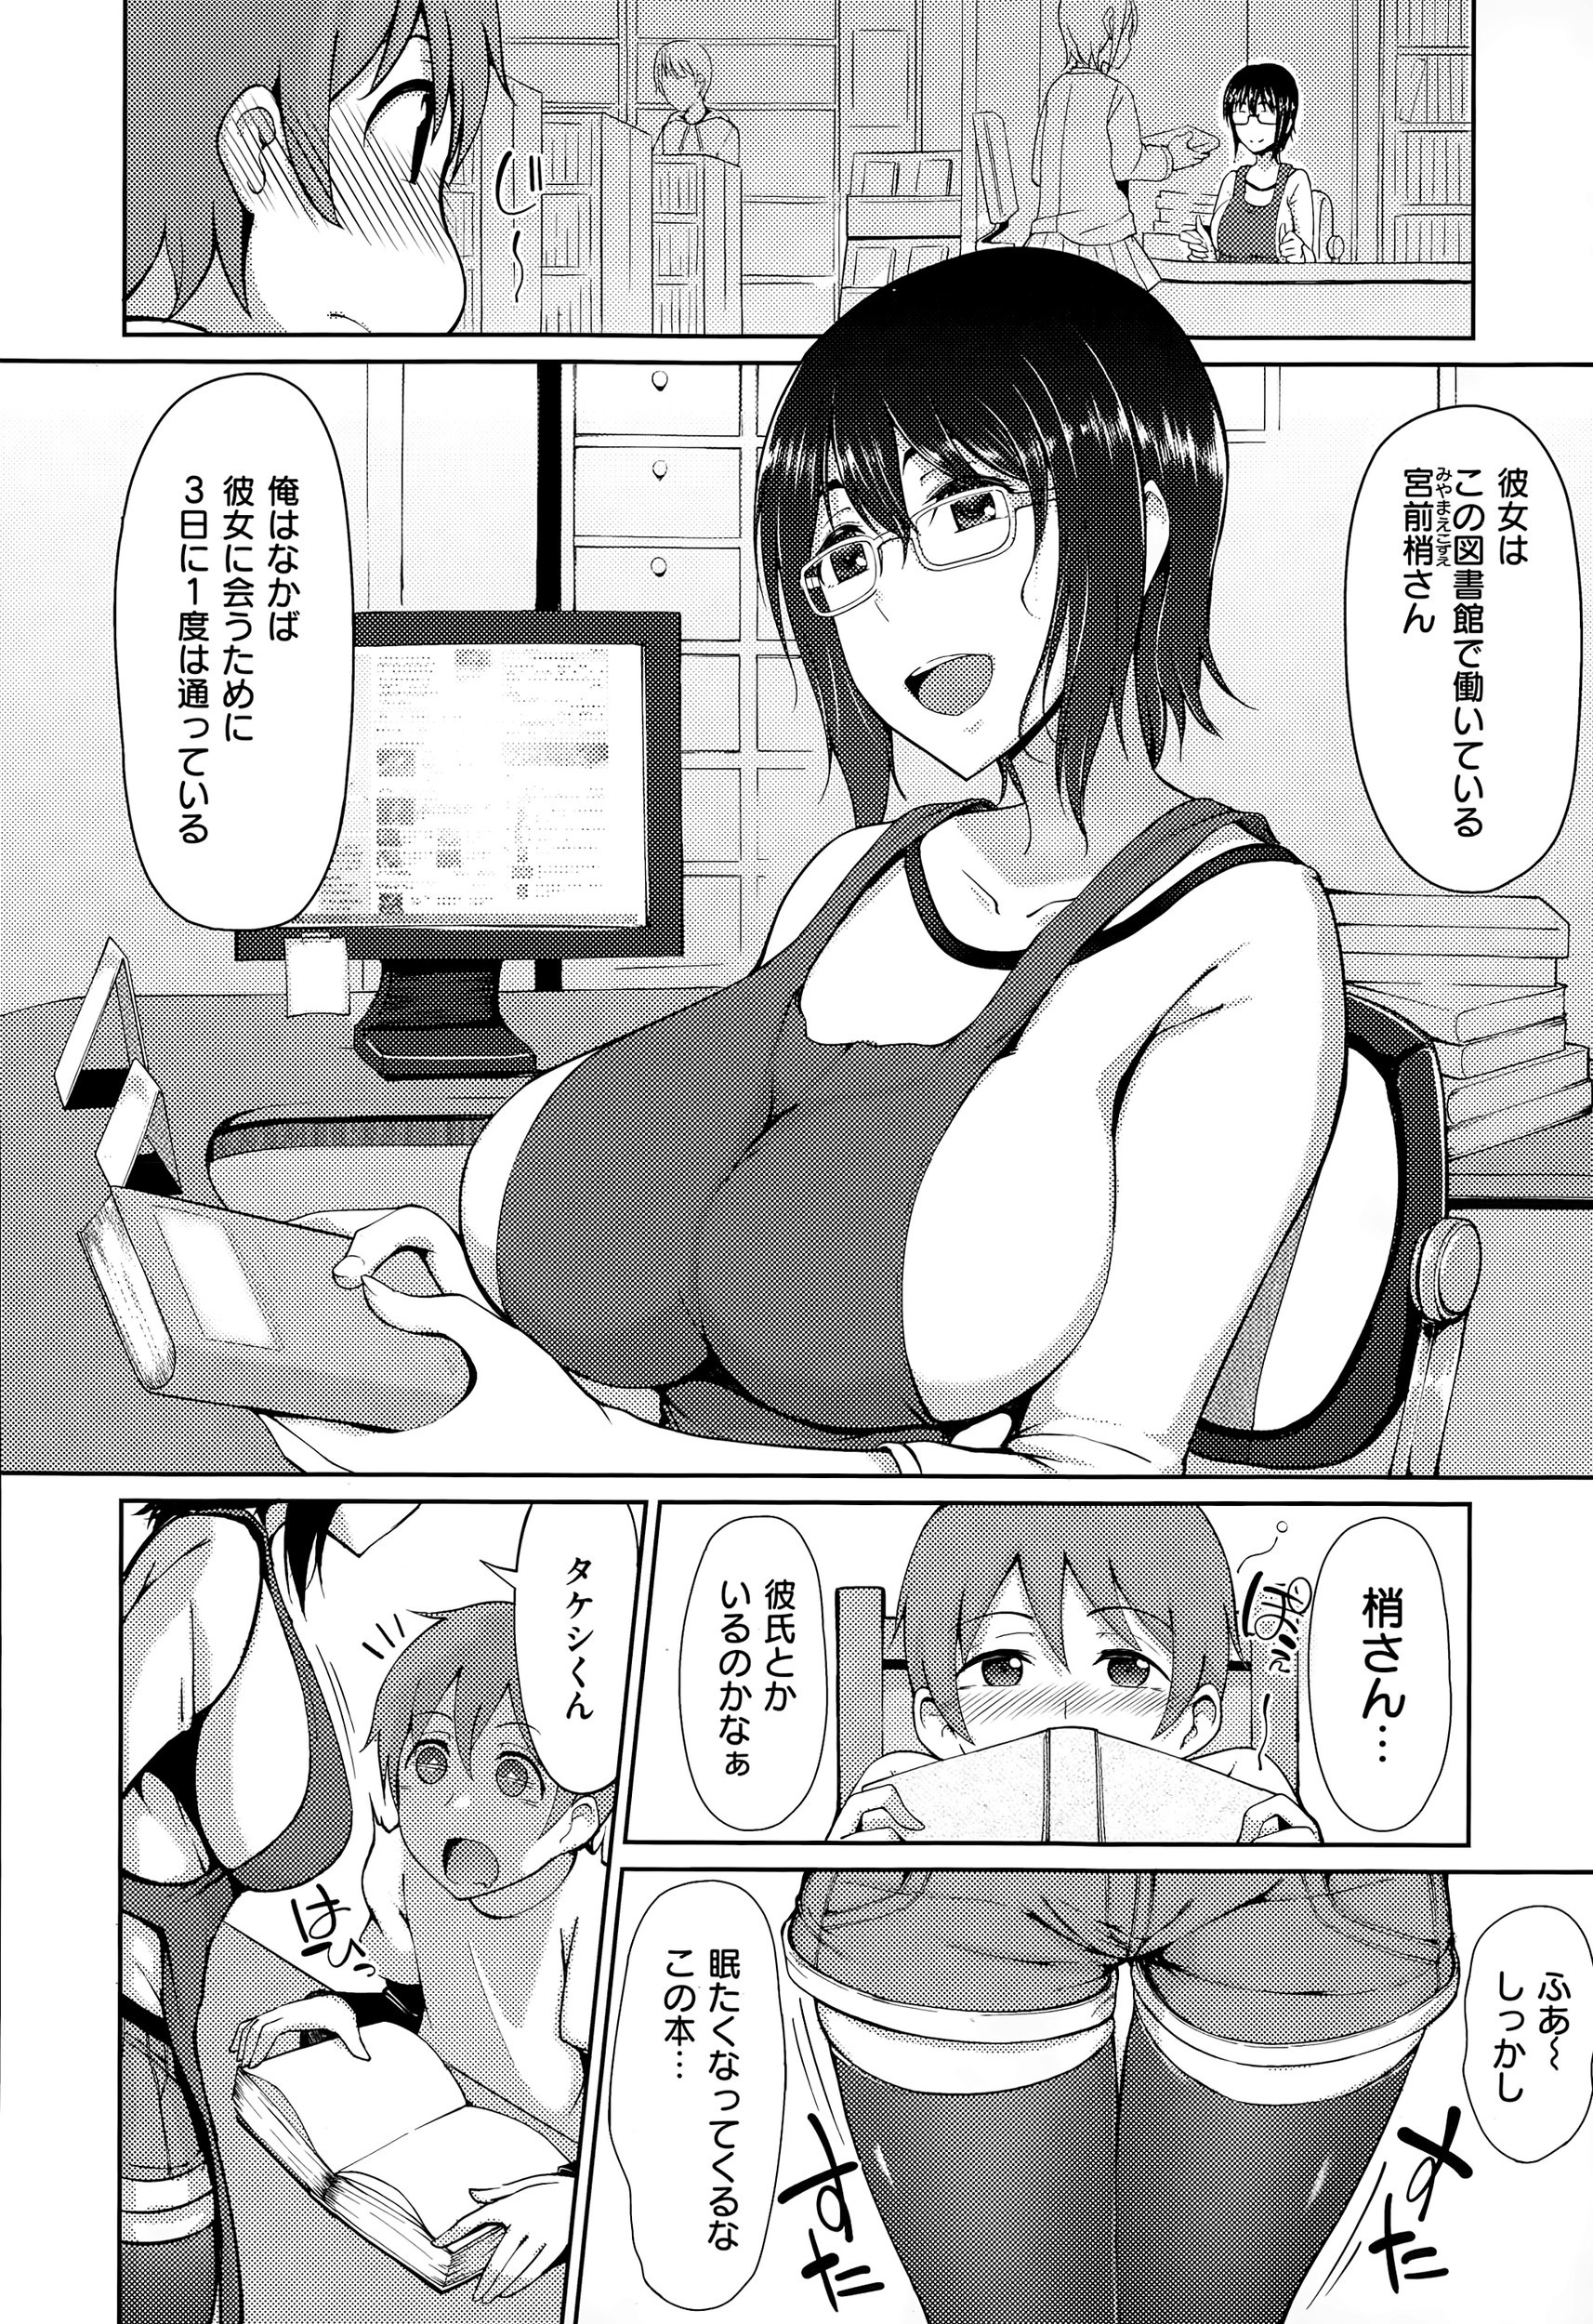 じ〜
彼女は
この図書館で働いている
宮前梢さん
みやまえこずえ
俺はなかば
彼女に会うために
3日に1度は通っている
梢さん…
ぽぇ〜
彼氏とか
いるのかなぁ
ふあ〜
しっかし
すた
すた
眠たくなってくるな
この本…
タケシくん
はひっ